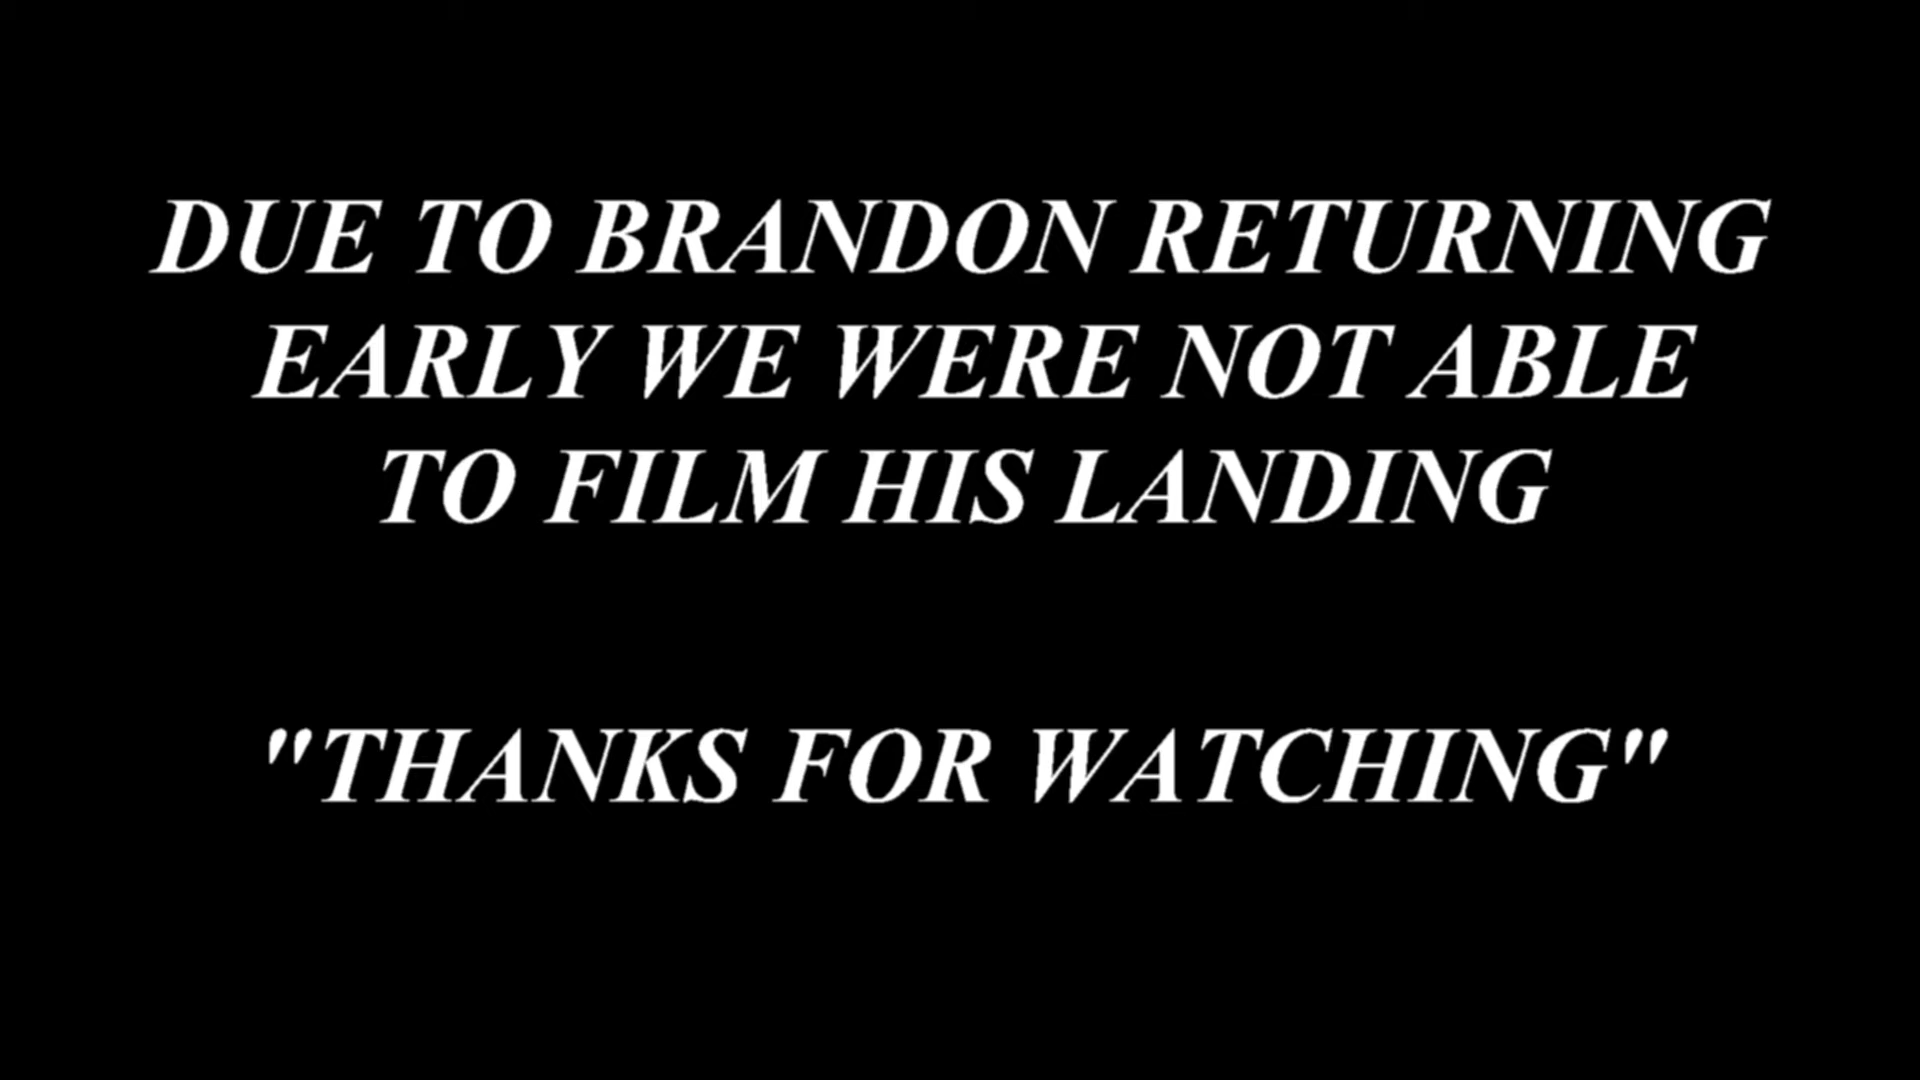 DUE TO BRANDON RETURNING
EARLY WE WERE NOT ABLE
TO FILM HIS LANDING
"THANKS FOR WATCHING"